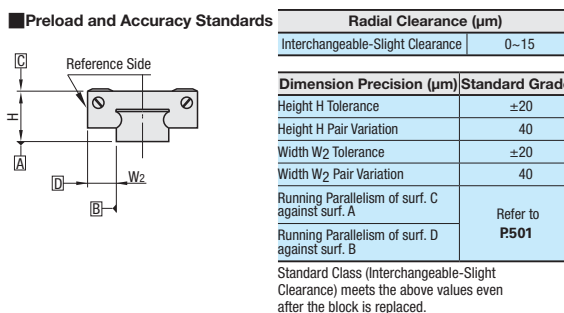 ■Preload and Accuracy Standards
C
Reference Side
H
A
D
W2
B
Radial Clearance (µm)
Interchangeable-Slight Clearance 0~15
Dimension Precision (µm) Standard Grade
Height H Tolerance ±20
Height H Pair Variation 40
Width W2 Tolerance ±20
Width W2 Pair Variation 40
Running Parallelism of surf. C
against surf. A
Running Parallelism of surf. D
against surf. B
Refer to
P.501
Standard Class (Interchangeable-Slight
Clearance) meets the above values even
after the block is replaced.